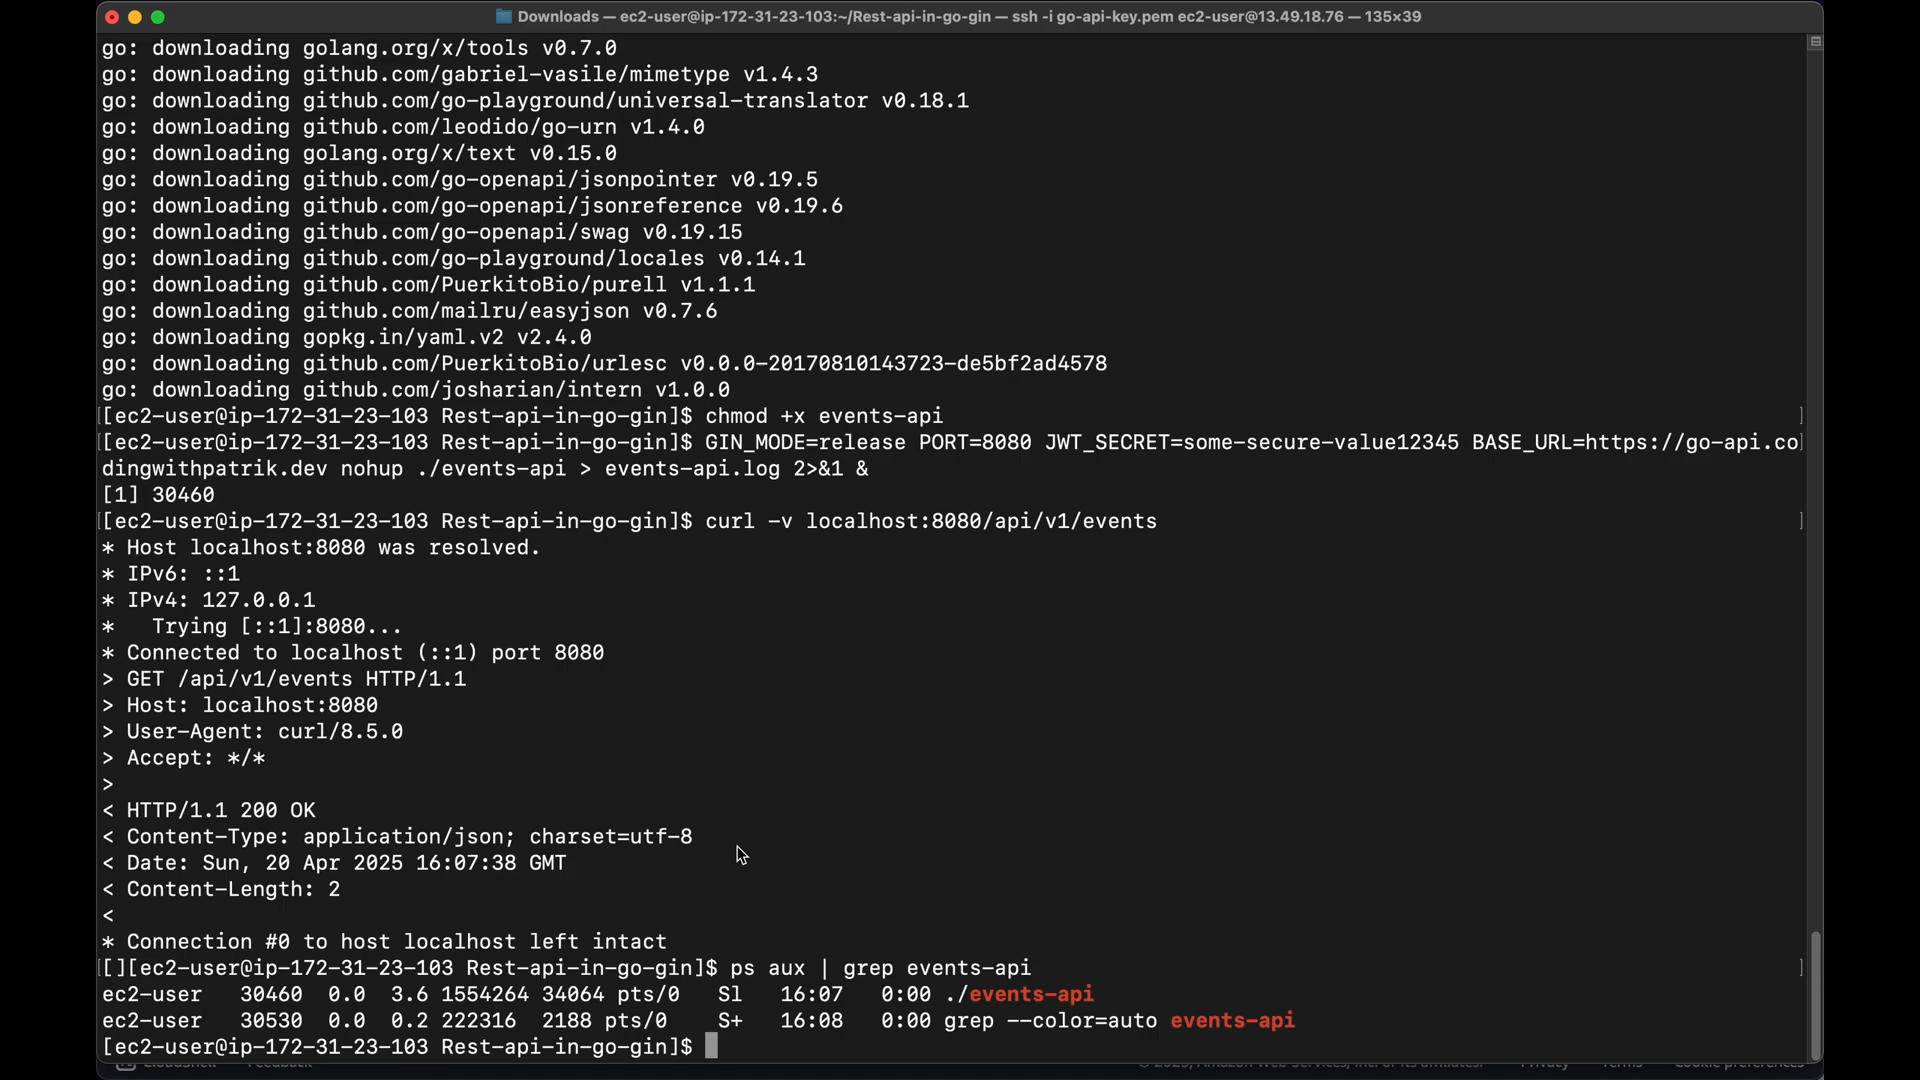 Downloads — ec2-user@ip-172-31-23-103:~/Rest-api-in-go-gin — ssh -i go-api-key.pem ec2-user@13.49.18.76 — 135×39
go: downloading golang.org/x/tools v0.7.0
go: downloading github.com/gabriel-vasile/mimetype v1.4.3
go: downloading github.com/go-playground/universal-translator v0.18.1
go: downloading github.com/leodido/go-urn v1.4.0
go: downloading golang.org/x/text v0.15.0
go: downloading github.com/go-openapi/jsonpointer v0.19.5
go: downloading github.com/go-openapi/jsonreference v0.19.6
go: downloading github.com/go-openapi/swag v0.19.15
go: downloading github.com/go-playground/locales v0.14.1
go: downloading github.com/PuerkitoBio/purell v1.1.1
go: downloading github.com/mailru/easyjson v0.7.6
go: downloading gopkg.in/yaml.v2 v2.4.0
go: downloading github.com/PuerkitoBio/urlesc v0.0.0-20170810143723-de5bf2ad4578
go: downloading github.com/josharian/intern v1.0.0
[[ec2-user@ip-172-31-23-103 Rest-api-in-go-gin]$ chmod +x events-api ]
[[ec2-user@ip-172-31-23-103 Rest-api-in-go-gin]$ GIN_MODE=release PORT=8080 JWT_SECRET=some-secure-value12345 BASE_URL=https://go-api.co]
dingwithpatrik.dev nohup ./events-api > events-api.log 2>&1 &
[1] 30460
[[ec2-user@ip-172-31-23-103 Rest-api-in-go-gin]$ curl -v localhost:8080/api/v1/events ]
* Host localhost:8080 was resolved.
* IPv6: ::1
* IPv4: 127.0.0.1
*   Trying [::1]:8080...
* Connected to localhost (::1) port 8080
> GET /api/v1/events HTTP/1.1
> Host: localhost:8080
> User-Agent: curl/8.5.0
> Accept: */*
>
< HTTP/1.1 200 OK
< Content-Type: application/json; charset=utf-8
< Date: Sun, 20 Apr 2025 16:07:38 GMT
< Content-Length: 2
<
* Connection #0 to host localhost left intact
[[][ec2-user@ip-172-31-23-103 Rest-api-in-go-gin]$ ps aux | grep events-api ]
ec2-user   30460  0.0  3.6 1554264 34064 pts/0   Sl   16:07   0:00 ./events-api
ec2-user   30530  0.0  0.2 222316  2188 pts/0   S+   16:08   0:00 grep --color=auto events-api
[ec2-user@ip-172-31-23-103 Rest-api-in-go-gin]$